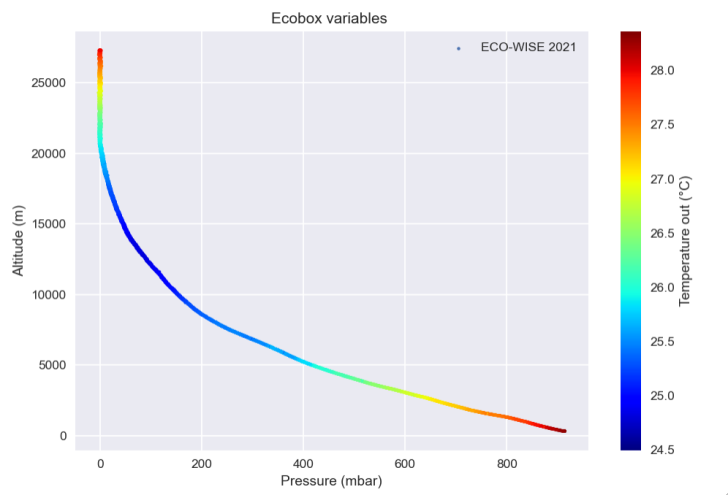 Ecobox variables
ECO-WISE 2021
Altitude (m)
25000
20000
15000
10000
5000
0
0 200 400 600 800
Pressure (mbar)
28.0
27.5
27.0
26.5
26.0
25.5
25.0
24.5
Temperature out (°C)